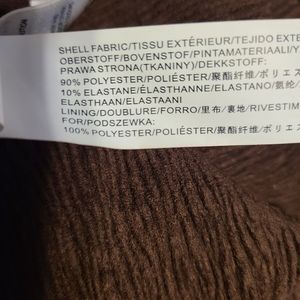 SHELL FABRIC/TISSU EXTÉRIEUR/TEJIDO EXTE
OBERSTOFF/BOVENSTOF/PINTAMATERIAALI/Y
PRAWA STRONA(TKANINY)/DEKKSTOFF:
90% POLYESTER/POLIÉSTER/聚酯纤维/ポリエス
10% ELASTANE/ÉLASTHANNE/ELASTANO/氨纶/
ELASTHAAN/ELASTAANI
LINING/DOUBLURE/FORRO/里布/裏地/RIVESTIM
FOR/PODSZEWKA:
100% POLYESTER/POLIÉSTER/聚酯纤维/ポリエ